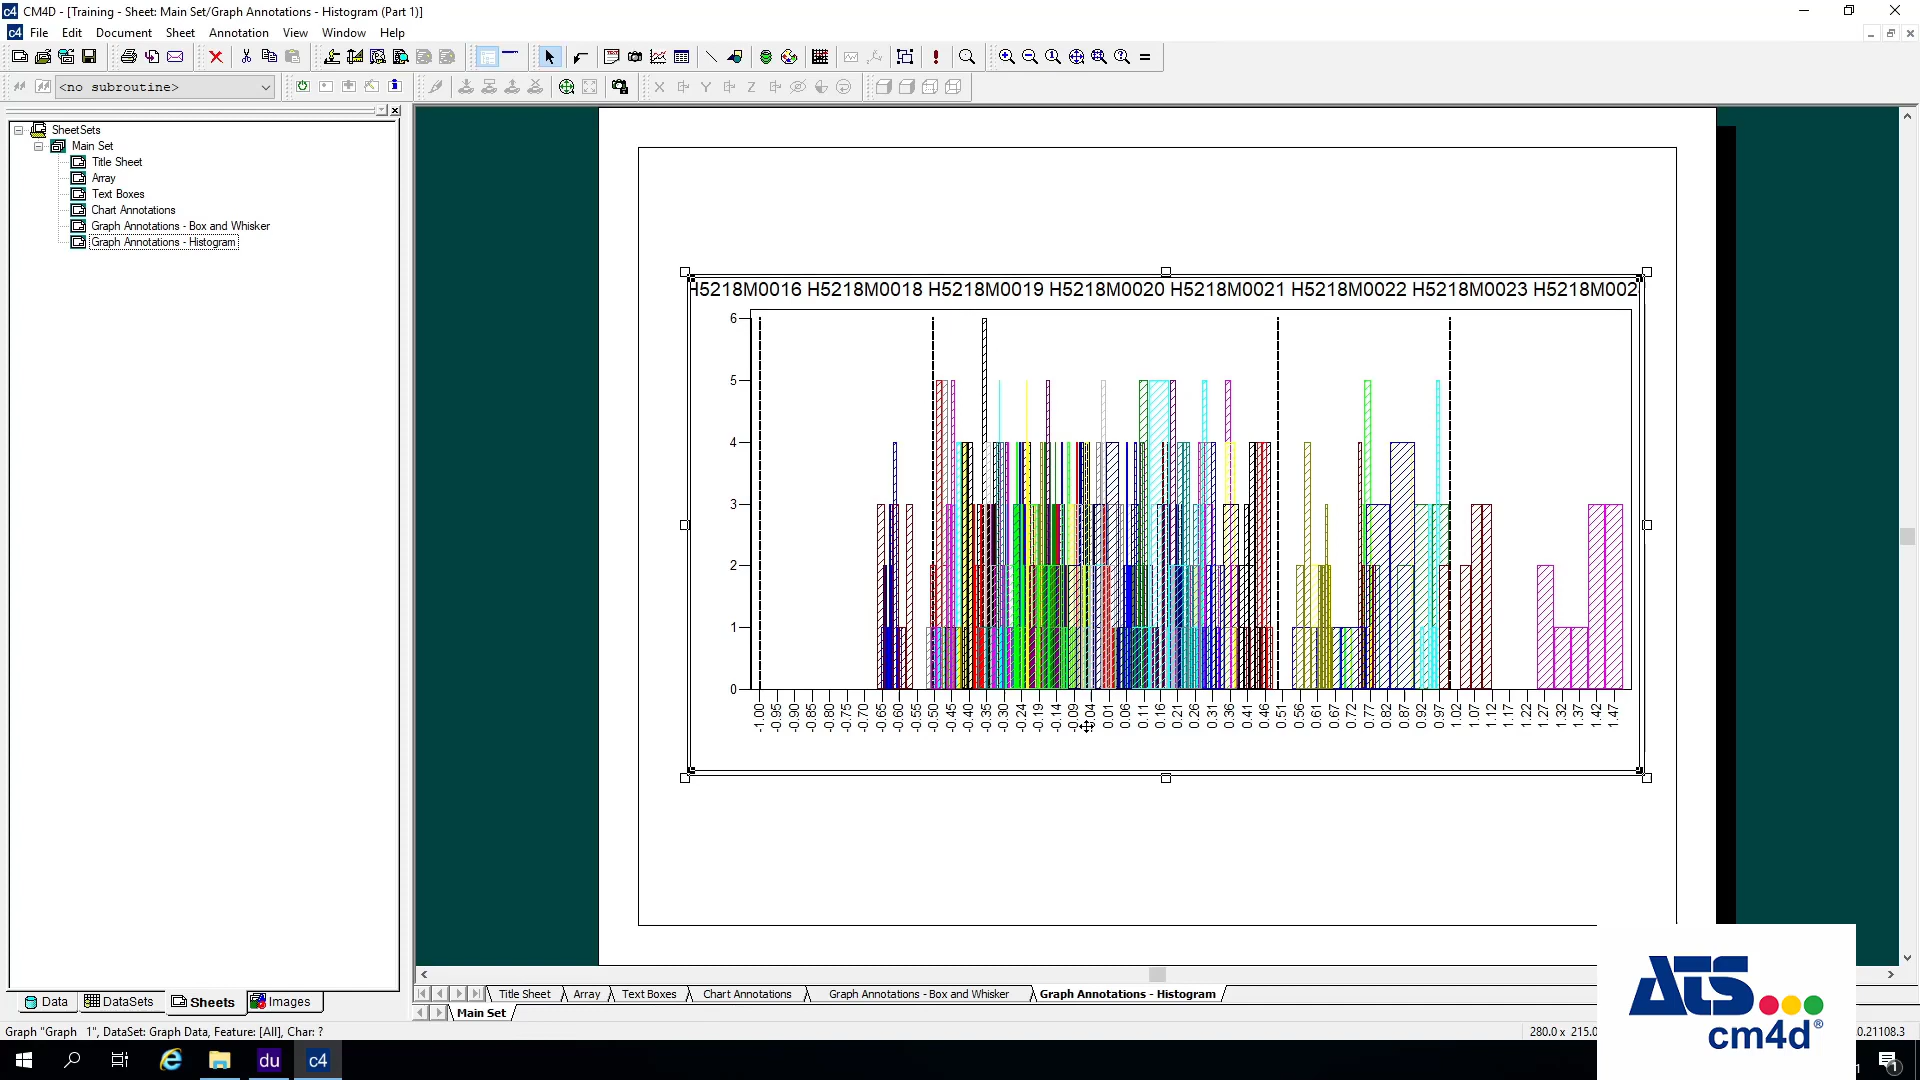 CM4D - [Training - Sheet: Main Set/Graph Annotations - Histogram (Part 1)]
File Edit Document Sheet Annotation View Window Help
<no subroutine>
SheetSets
Main Set
Title Sheet
Array
Text Boxes
Chart Annotations
Graph Annotations - Box and Whisker
Graph Annotations - Histogram
H5218M0016 H5218M0018 H5218M0019 H5218M0020 H5218M0021 H5218M0022 H5218M0023 H5218M002
6
5
4
3
2
1
0
-1.00 -0.95 -0.90 -0.85 -0.80 -0.75 -0.70 -0.65 -0.60 -0.55 -0.50 -0.45 -0.40 -0.35 -0.30 -0.24 -0.19 -0.14 -0.09 -0.04 0.01 0.06 0.11 0.16 0.21 0.26 0.31 0.36 0.41 0.46 0.51 0.56 0.61 0.67 0.72 0.77 0.82 0.87 0.92 0.97 1.02 1.07 1.12 1.17 1.22 1.27 1.32 1.37 1.42 1.47
Data DataSets Sheets Images
Title Sheet Array Text Boxes Chart Annotations Graph Annotations - Box and Whisker Graph Annotations - Histogram
Main Set
Graph "Graph 1", DataSet: Graph Data, Feature: [All], Char: ?
280.0 x 215.0
0.21108.3
ATS
cm4d®
du
c4
1